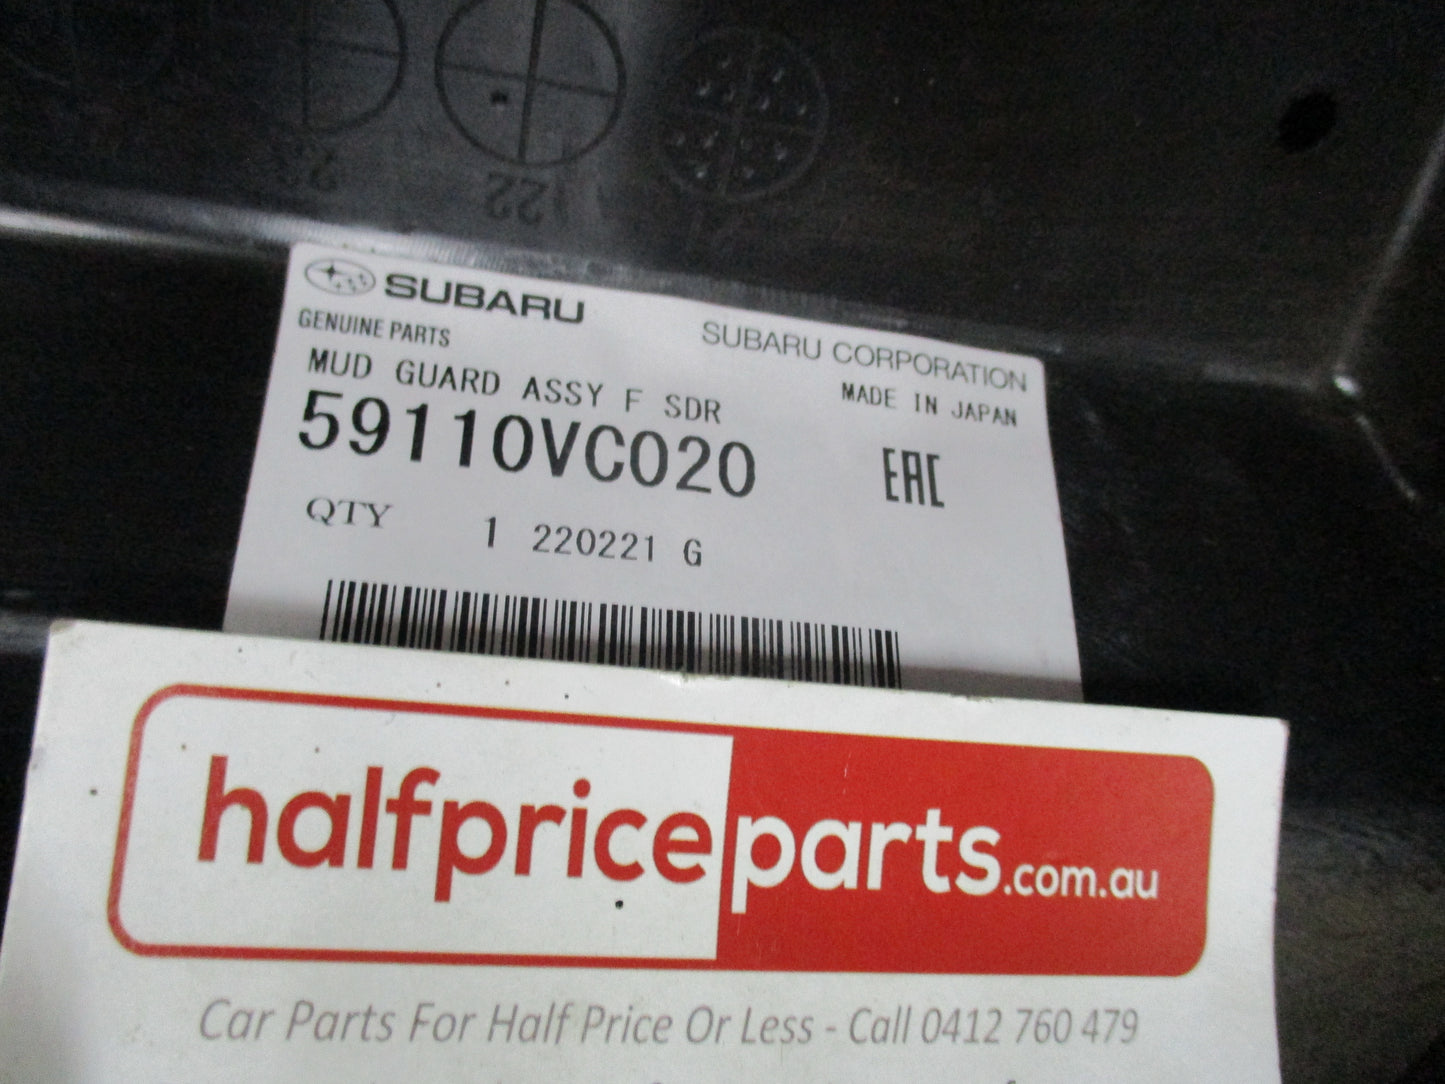 122
SUBARU
GENUINE PARTS
SUBARU CORPORATION
MUD GUARD ASSY F SDR
MADE IN JAPAN
59110VC020
EAC
QTY 1 220221 G
halfpriceparts.com.au
Car Parts For Half Price Or Less - Call 0412 760 479